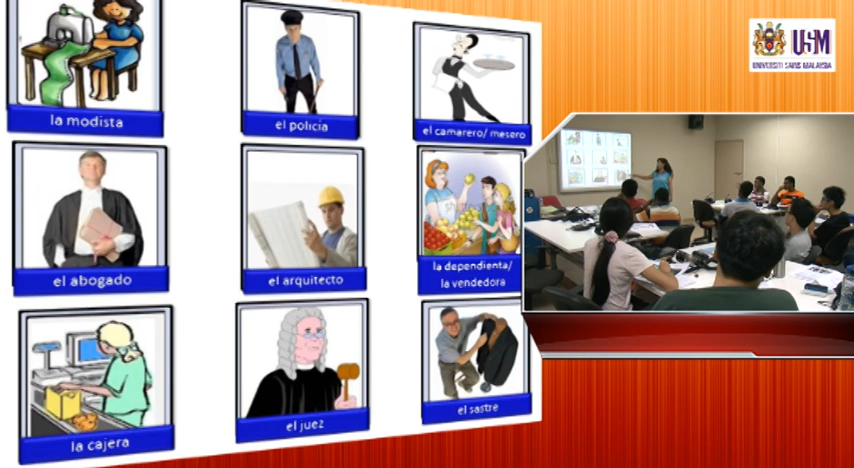 la modista
el policía
el camarero/ mesero
el abogado
el arquitecto
la dependienta/
la vendedora
la cajera
el juez
el sastre
USM
UNIVERSITI SAINS MALAYSIA